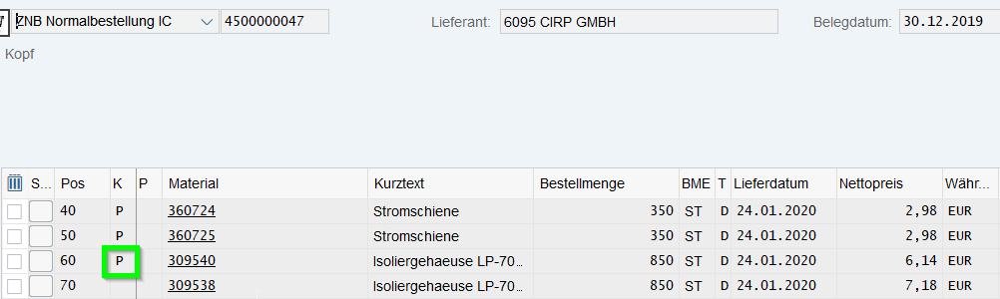 ZNB Normalbestellung IC 4500000047 Lieferant: 6095 CIRP GMBH Belegdatum: 30.12.2019
Kopf
S... Pos K P Material Kurztext Bestellmenge BME T Lieferdatum Nettopreis Währ...
40 P 360724 Stromschiene 350 ST D 24.01.2020 2,98 EUR
50 P 360725 Stromschiene 350 ST D 24.01.2020 2,98 EUR
60 P 309540 Isoliergehaeuse LP-70... 850 ST D 24.01.2020 6,14 EUR
70 P 309538 Isoliergehaeuse LP-70... 850 ST D 24.01.2020 7,18 EUR